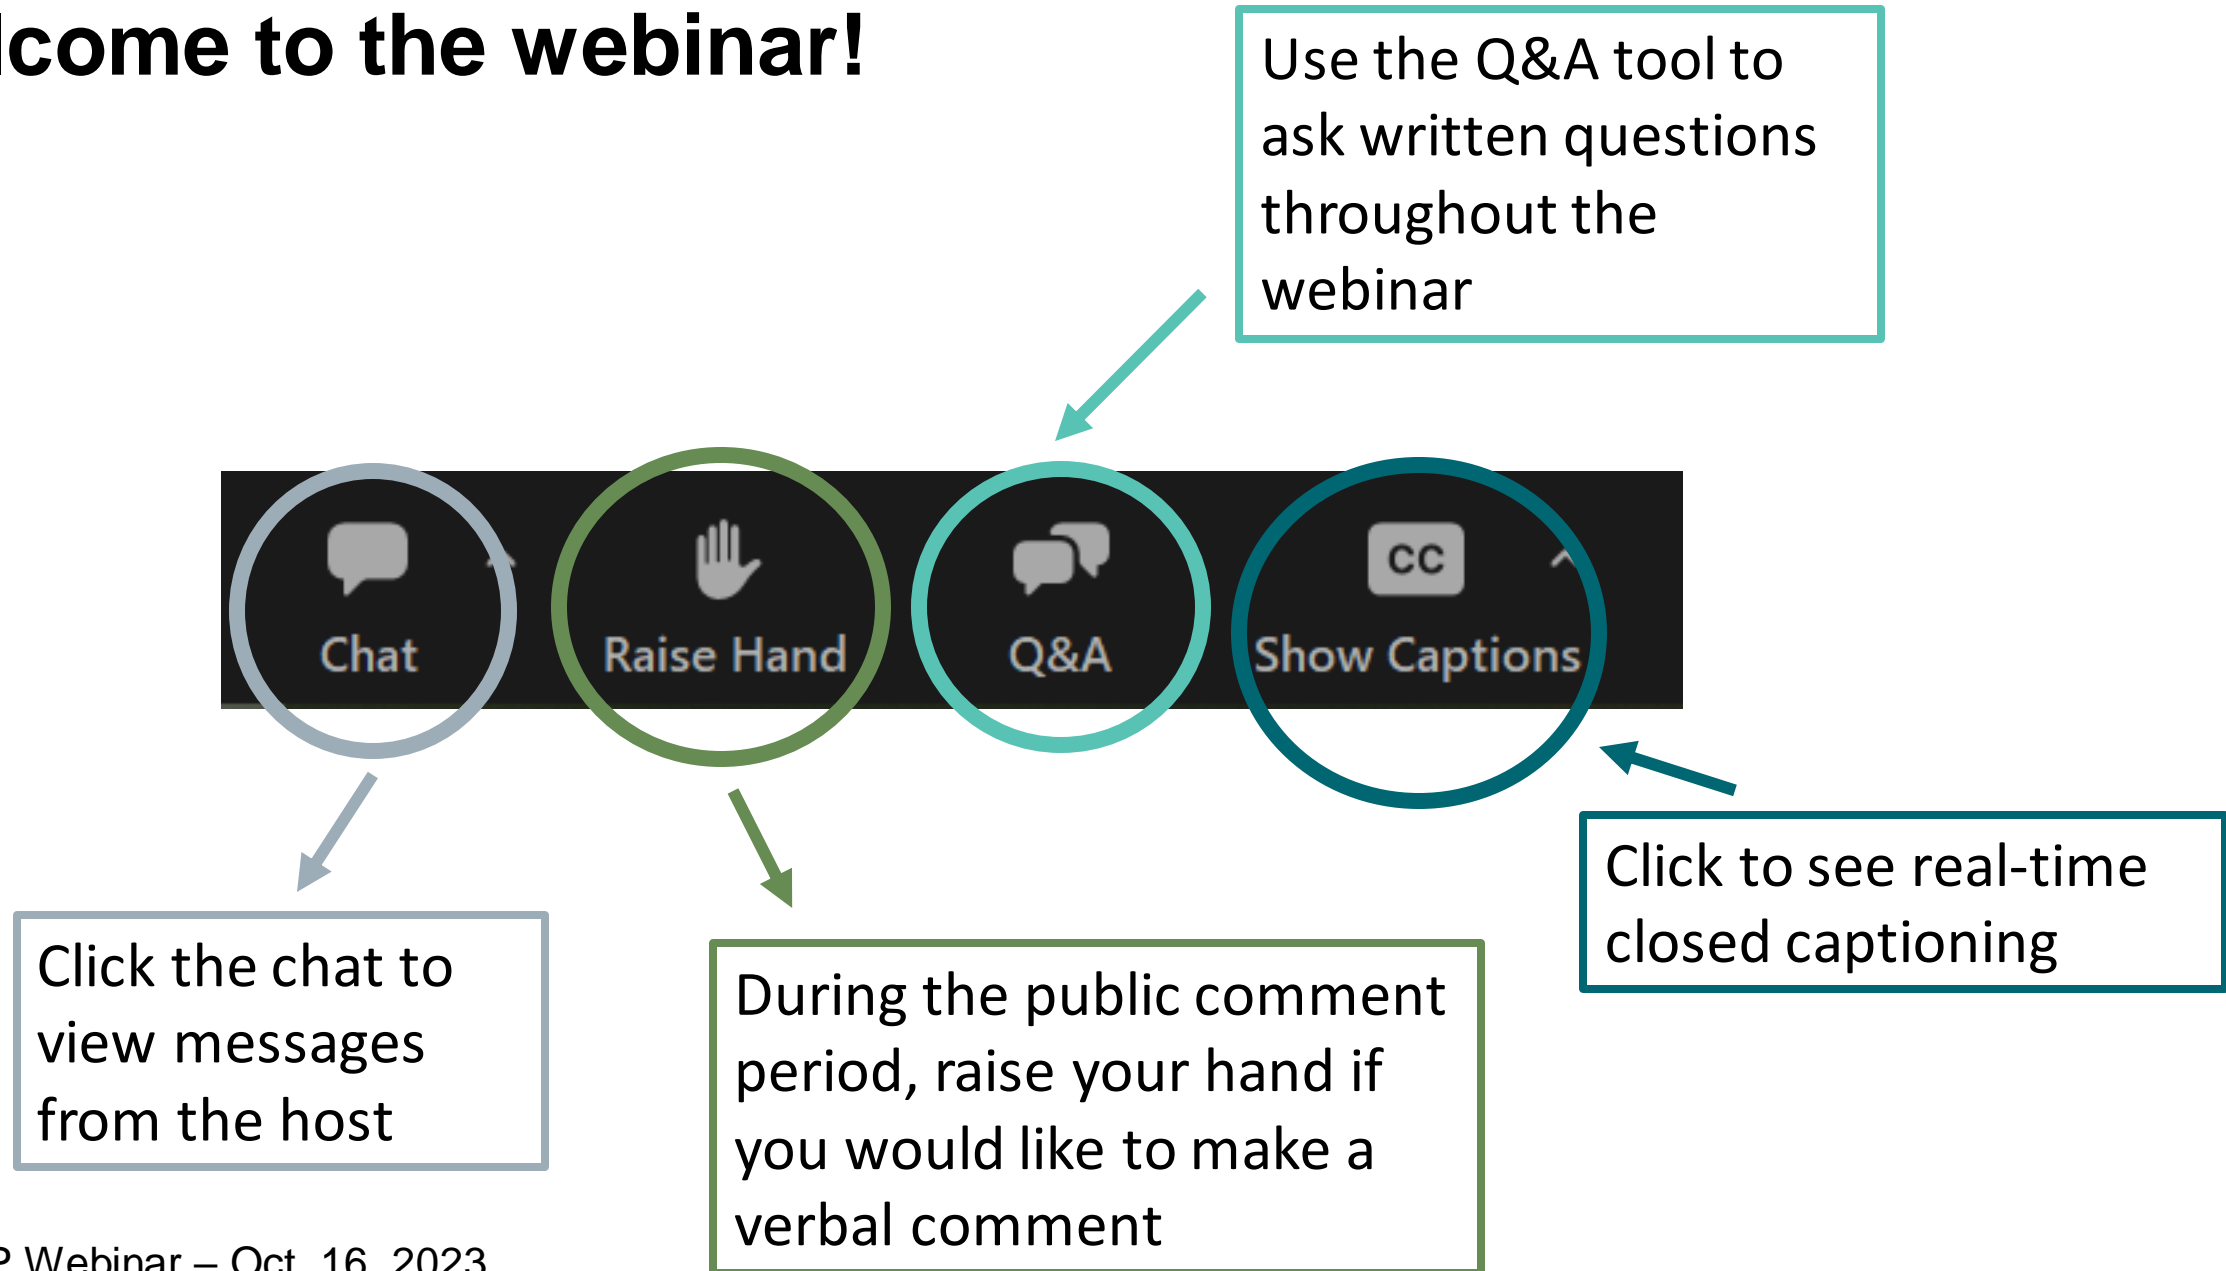 lcome to the webinar!
Use the Q&A tool to
ask written questions
throughout the
webinar
CC
Chat
Raise Hand
Q&A
Show Captions
Click to see real-time
closed captioning
Click the chat to
view messages
from the host
During the public comment
period, raise your hand if
you would like to make a
verbal comment
P Webinar – Oct. 16, 2023